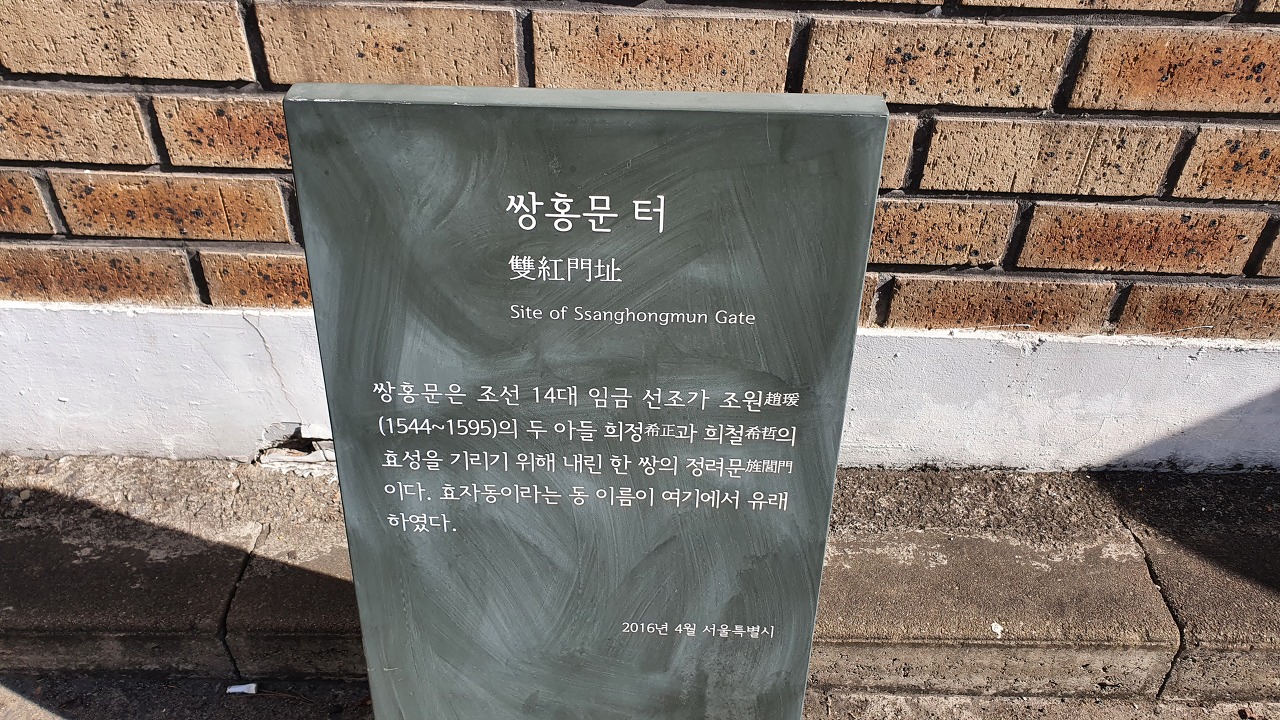 쌍홍문 터
雙紅門址
Site of Ssanghongmun Gate
쌍홍문은 조선 14대 임금 선조가 조원趙瑗
(1544~1595)의 두 아들 희정希正과 희철希哲의
효성을 기리기 위해 내린 한 쌍의 정려문旌閭門
이다. 효자동이라는 동 이름이 여기에서 유래
하였다.
2016년 4월 서울특별시